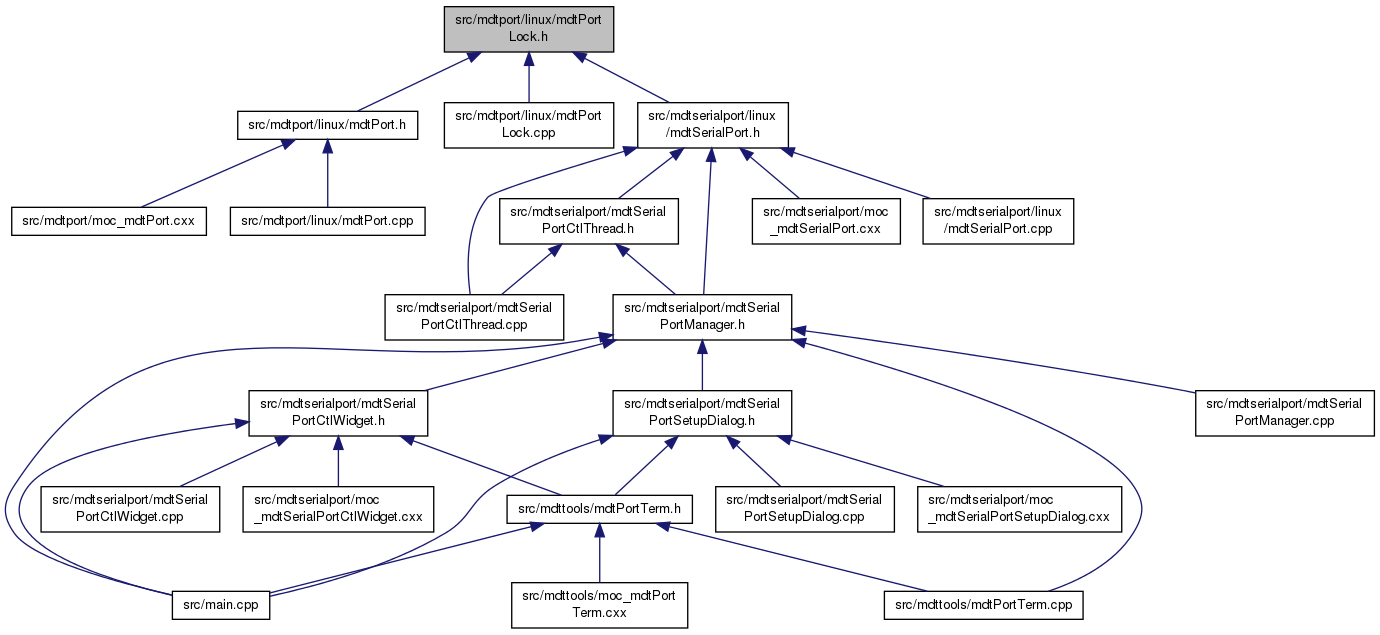 src/mdtport/linux/mdtPort
Lock.h
src/mdtport/linux/mdtPort.h
src/mdtport/linux/mdtPort
Lock.cpp
src/mdtserialport/linux
/mdtSerialPort.h
src/mdtport/moc_mdtPort.cxx
src/mdtport/linux/mdtPort.cpp
src/mdtserialport/mdtSerial
PortCtlThread.h
src/mdtserialport/moc
_mdtSerialPort.cxx
src/mdtserialport/linux
/mdtSerialPort.cpp
src/mdtserialport/mdtSerial
PortCtlThread.cpp
src/mdtserialport/mdtSerial
PortManager.h
src/mdtserialport/mdtSerial
PortCtlWidget.h
src/mdtserialport/mdtSerial
PortSetupDialog.h
src/mdtserialport/mdtSerial
PortManager.cpp
src/mdtserialport/mdtSerial
PortCtlWidget.cpp
src/mdtserialport/moc
_mdtSerialPortCtlWidget.cxx
src/mdttools/mdtPortTerm.h
src/mdtserialport/mdtSerial
PortSetupDialog.cpp
src/mdtserialport/moc
_mdtSerialPortSetupDialog.cxx
src/main.cpp
src/mdttools/moc_mdtPort
Term.cxx
src/mdttools/mdtPortTerm.cpp